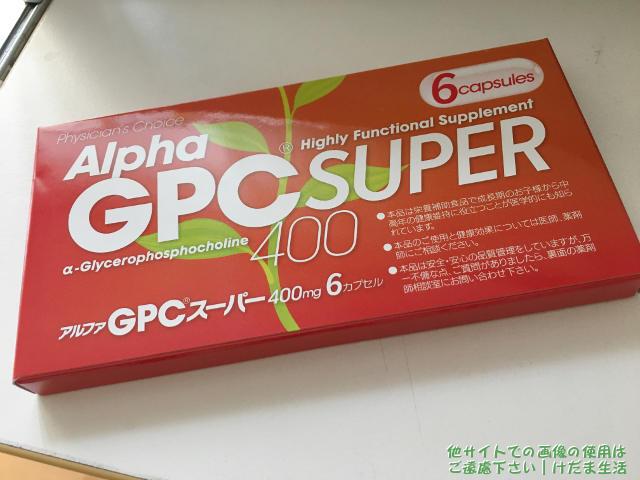 Physician's Choice
6capsules
Alpha
Highly Functional Supplement
GPC® SUPER
400
α-Glycerophosphocholine
アルファGPC®スーパー400mg 6カプセル
●本品は栄養補助食品で成長期のお子様から中
高年の健康維持に役立つことが医学的にも知ら
れています。
●本品のご使用と健康効果については医師、薬剤
師にご相談ください。
●本品は安全・安心の品質管理をしていますが、万
一不備な点、ご質問がありましたら、裏面の薬剤
師相談室にお問い合わせ下さい。
他サイトでの画像の使用は
ご遠慮下さい|けだま生活